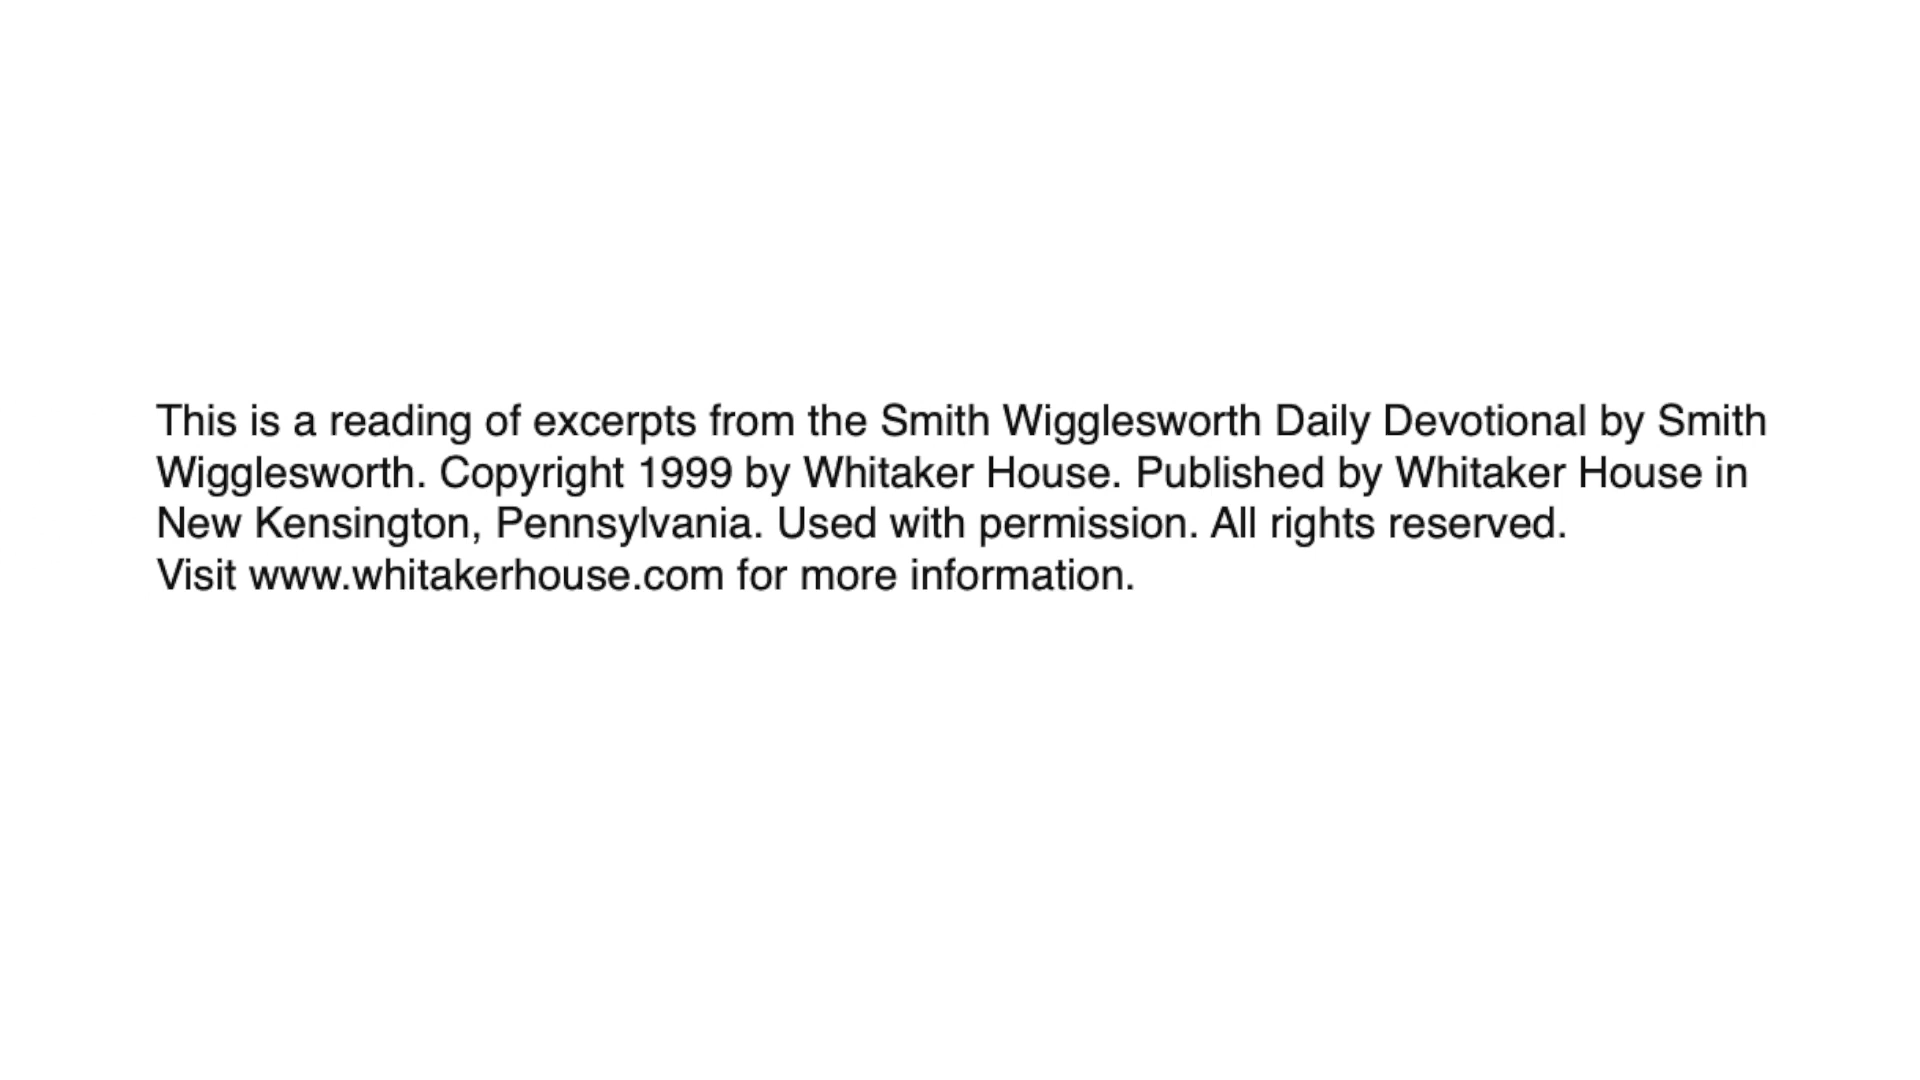 This is a reading of excerpts from the Smith Wigglesworth Daily Devotional by Smith
Wigglesworth. Copyright 1999 by Whitaker House. Published by Whitaker House in
New Kensington, Pennsylvania. Used with permission. All rights reserved.
Visit www.whitakerhouse.com for more information.